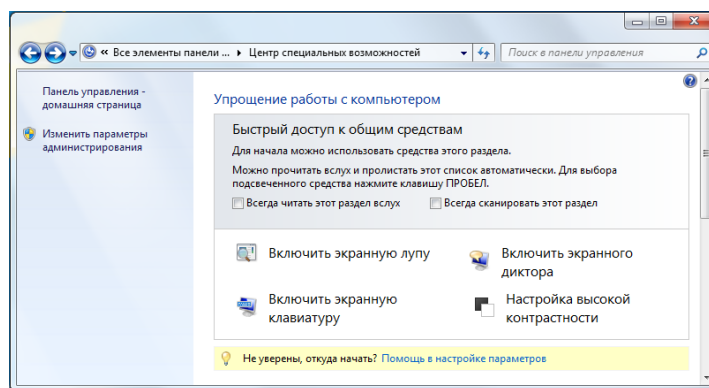 « Все элементы панели ... Центр специальных возможностей
Поиск в панели управления
Панель управления -
домашняя страница
Изменить параметры
администрирования
Упрощение работы с компьютером
Быстрый доступ к общим средствам
Для начала можно использовать средства этого раздела.
Можно прочитать вслух и пролистать этот список автоматически. Для выбора
подсвеченного средства нажмите клавишу ПРОБЕЛ.
Всегда читать этот раздел вслух Всегда сканировать этот раздел
Включить экранную лупу
Включить экранного
диктора
Включить экранную
клавиатуру
Настройка высокой
контрастности
Не уверены, откуда начать? Помощь в настройке параметров